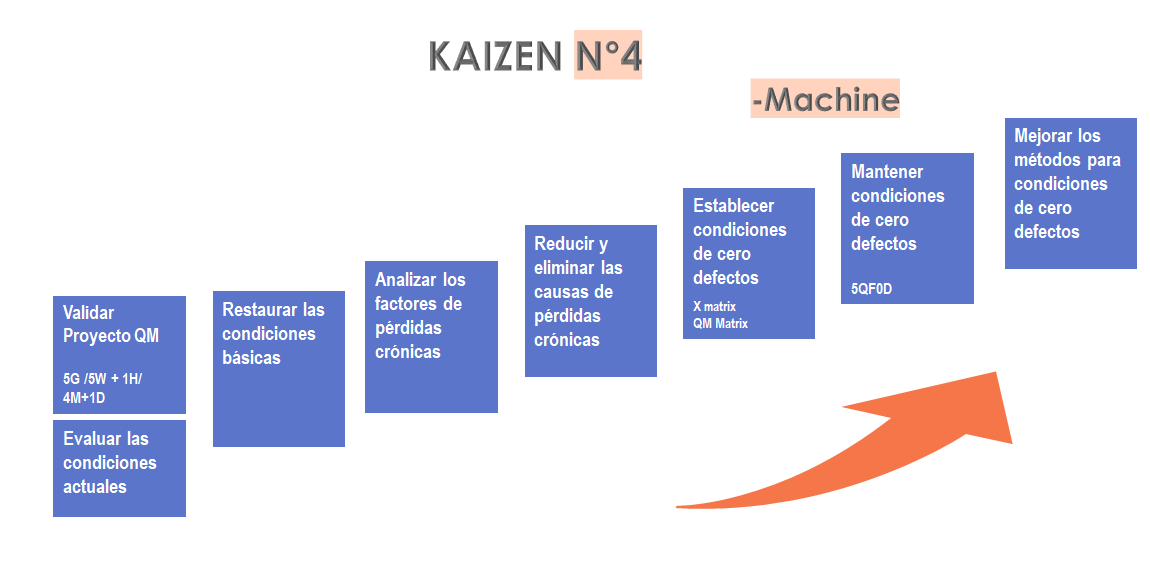 KAIZEN N°4
-Machine
Validar
Proyecto QM
5G /5W + 1H/
4M+1D
Evaluar las
condiciones
actuales
Restaurar las
condiciones
básicas
Analizar los
factores de
pérdidas
crónicas
Reducir y
eliminar las
causas de
pérdidas
crónicas
Establecer
condiciones
de cero
defectos
X matrix
QM Matrix
Mantener
condiciones
de cero
defectos
5QF0D
Mejorar los
métodos para
condiciones
de cero
defectos